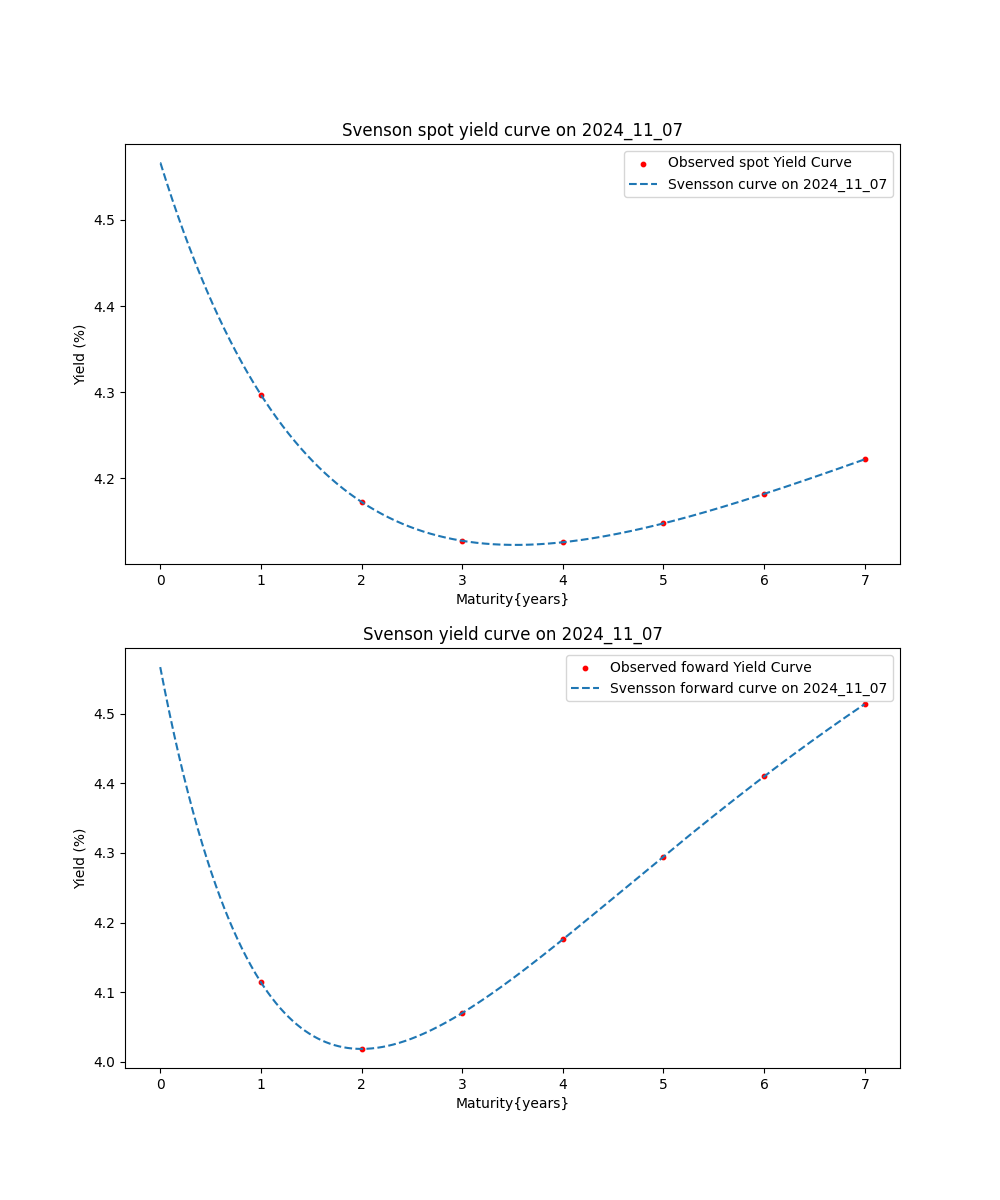 Svenson spot yield curve on 2024_11_07
Observed spot Yield Curve
Svensson curve on 2024_11_07
Yield (%)
4.5
4.4
4.3
4.2
0 1 2 3 4 5 6 7
Maturity{years}
Svenson yield curve on 2024_11_07
Observed foward Yield Curve
Svensson forward curve on 2024_11_07
Yield (%)
4.5
4.4
4.3
4.2
4.1
4.0
0 1 2 3 4 5 6 7
Maturity{years}